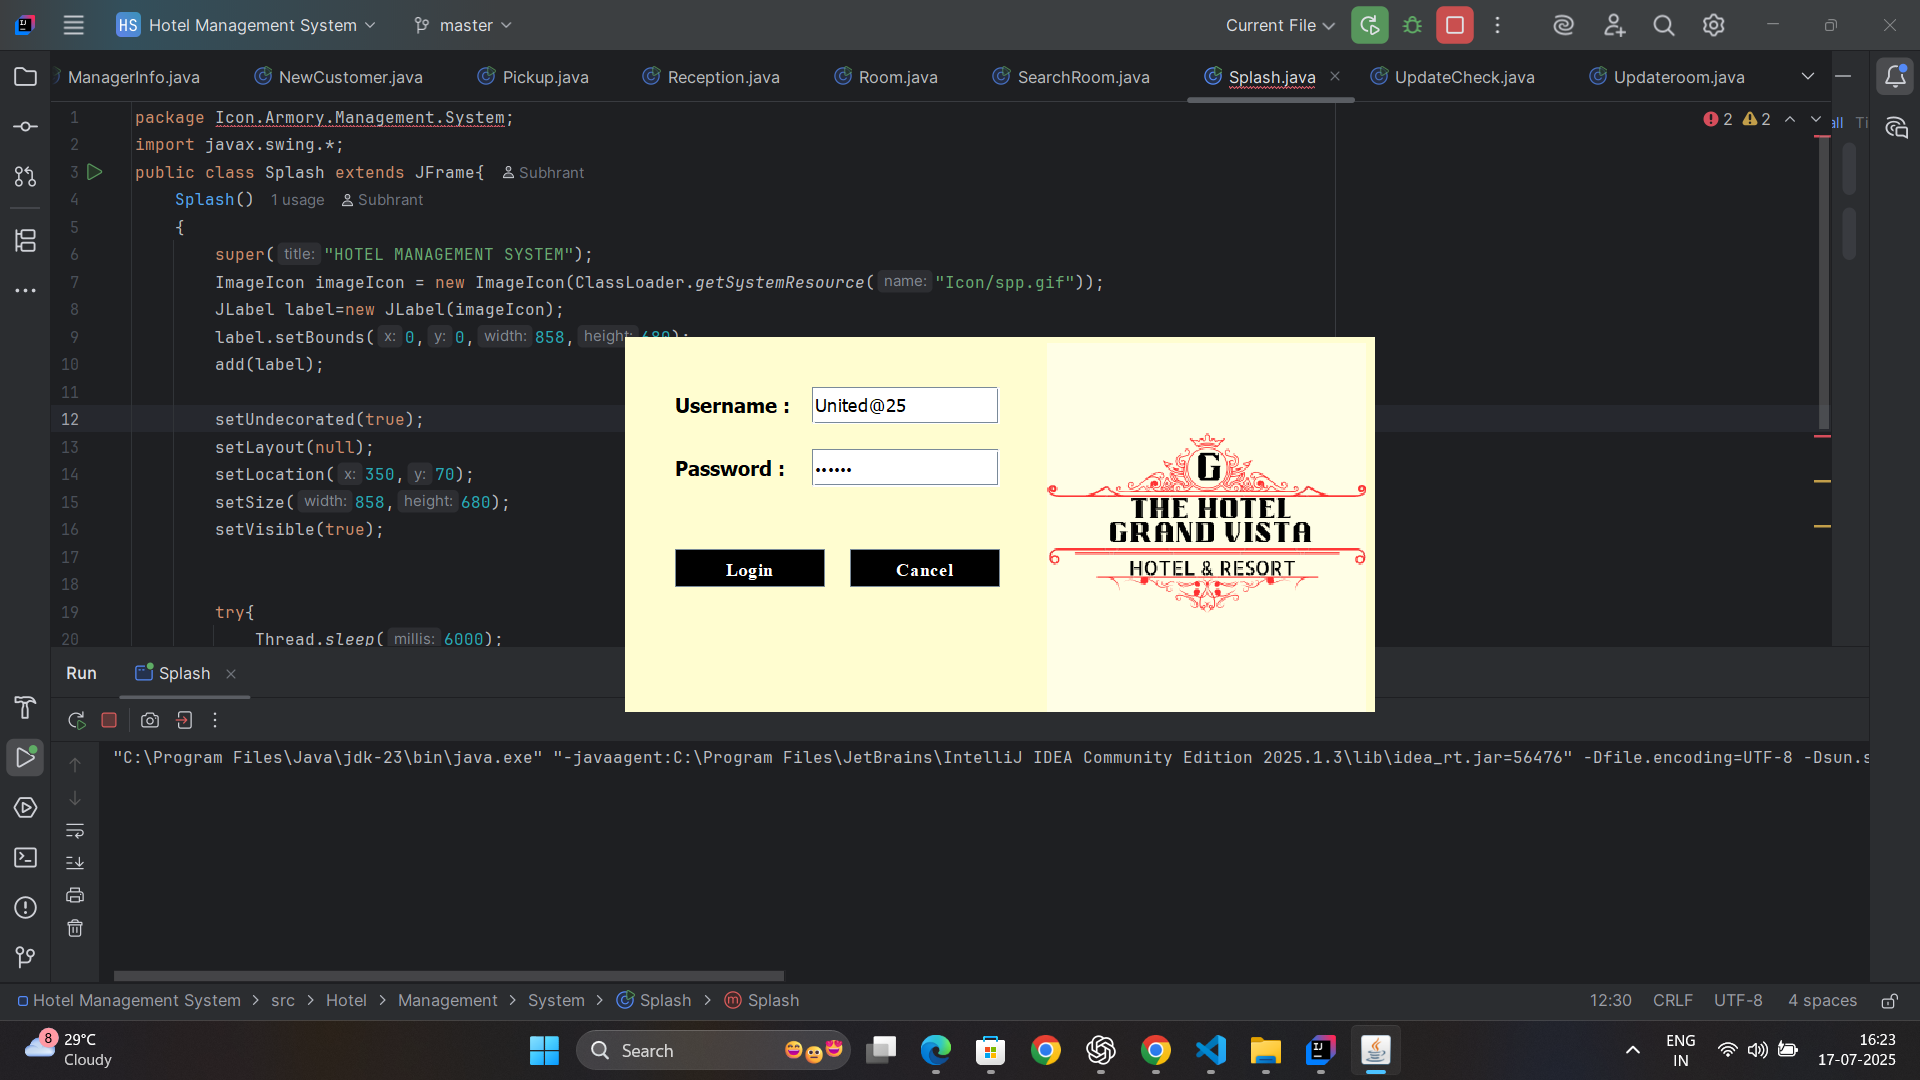 HS Hotel Management System master Current File
ManagerInfo.java NewCustomer.java Pickup.java Reception.java Room.java SearchRoom.java Splash.java UpdateCheck.java Updateroom.java
1 package Icon.Armory.Management.System; 2 2
2 import javax.swing.*;
3 public class Splash extends JFrame{ Subhrant
4 Splash() 1 usage Subhrant
5 {
6 super( title: "HOTEL MANAGEMENT SYSTEM");
7 ImageIcon imageIcon = new ImageIcon(ClassLoader.getSystemResource( name: "Icon/spp.gif"));
8 JLabel label=new JLabel(imageIcon);
9 label.setBounds( x: 0, y: 0, width: 858, height: 680);
10 add(label);
11
12 setUndecorated(true);
13 setLayout(null);
14 setLocation( x: 350, y: 70);
15 setSize( width: 858, height: 680);
16 setVisible(true);
17
18
19 try{
20 Thread.sleep( millis: 6000);
Username : United@25
Password : ••••••
Login Cancel
G
THE HOTEL
GRAND VISTA
HOTEL & RESORT
Run Splash
"C:\Program Files\Java\jdk-23\bin\java.exe" "-javaagent:C:\Program Files\JetBrains\IntelliJ IDEA Community Edition 2025.1.3\lib\idea_rt.jar=56476" -Dfile.encoding=UTF-8 -Dsun.s
Hotel Management System > src > Hotel > Management > System > Splash > Splash 12:30 CRLF UTF-8 4 spaces
8 29°C
Cloudy
Search
ENG
IN
16:23
17-07-2025